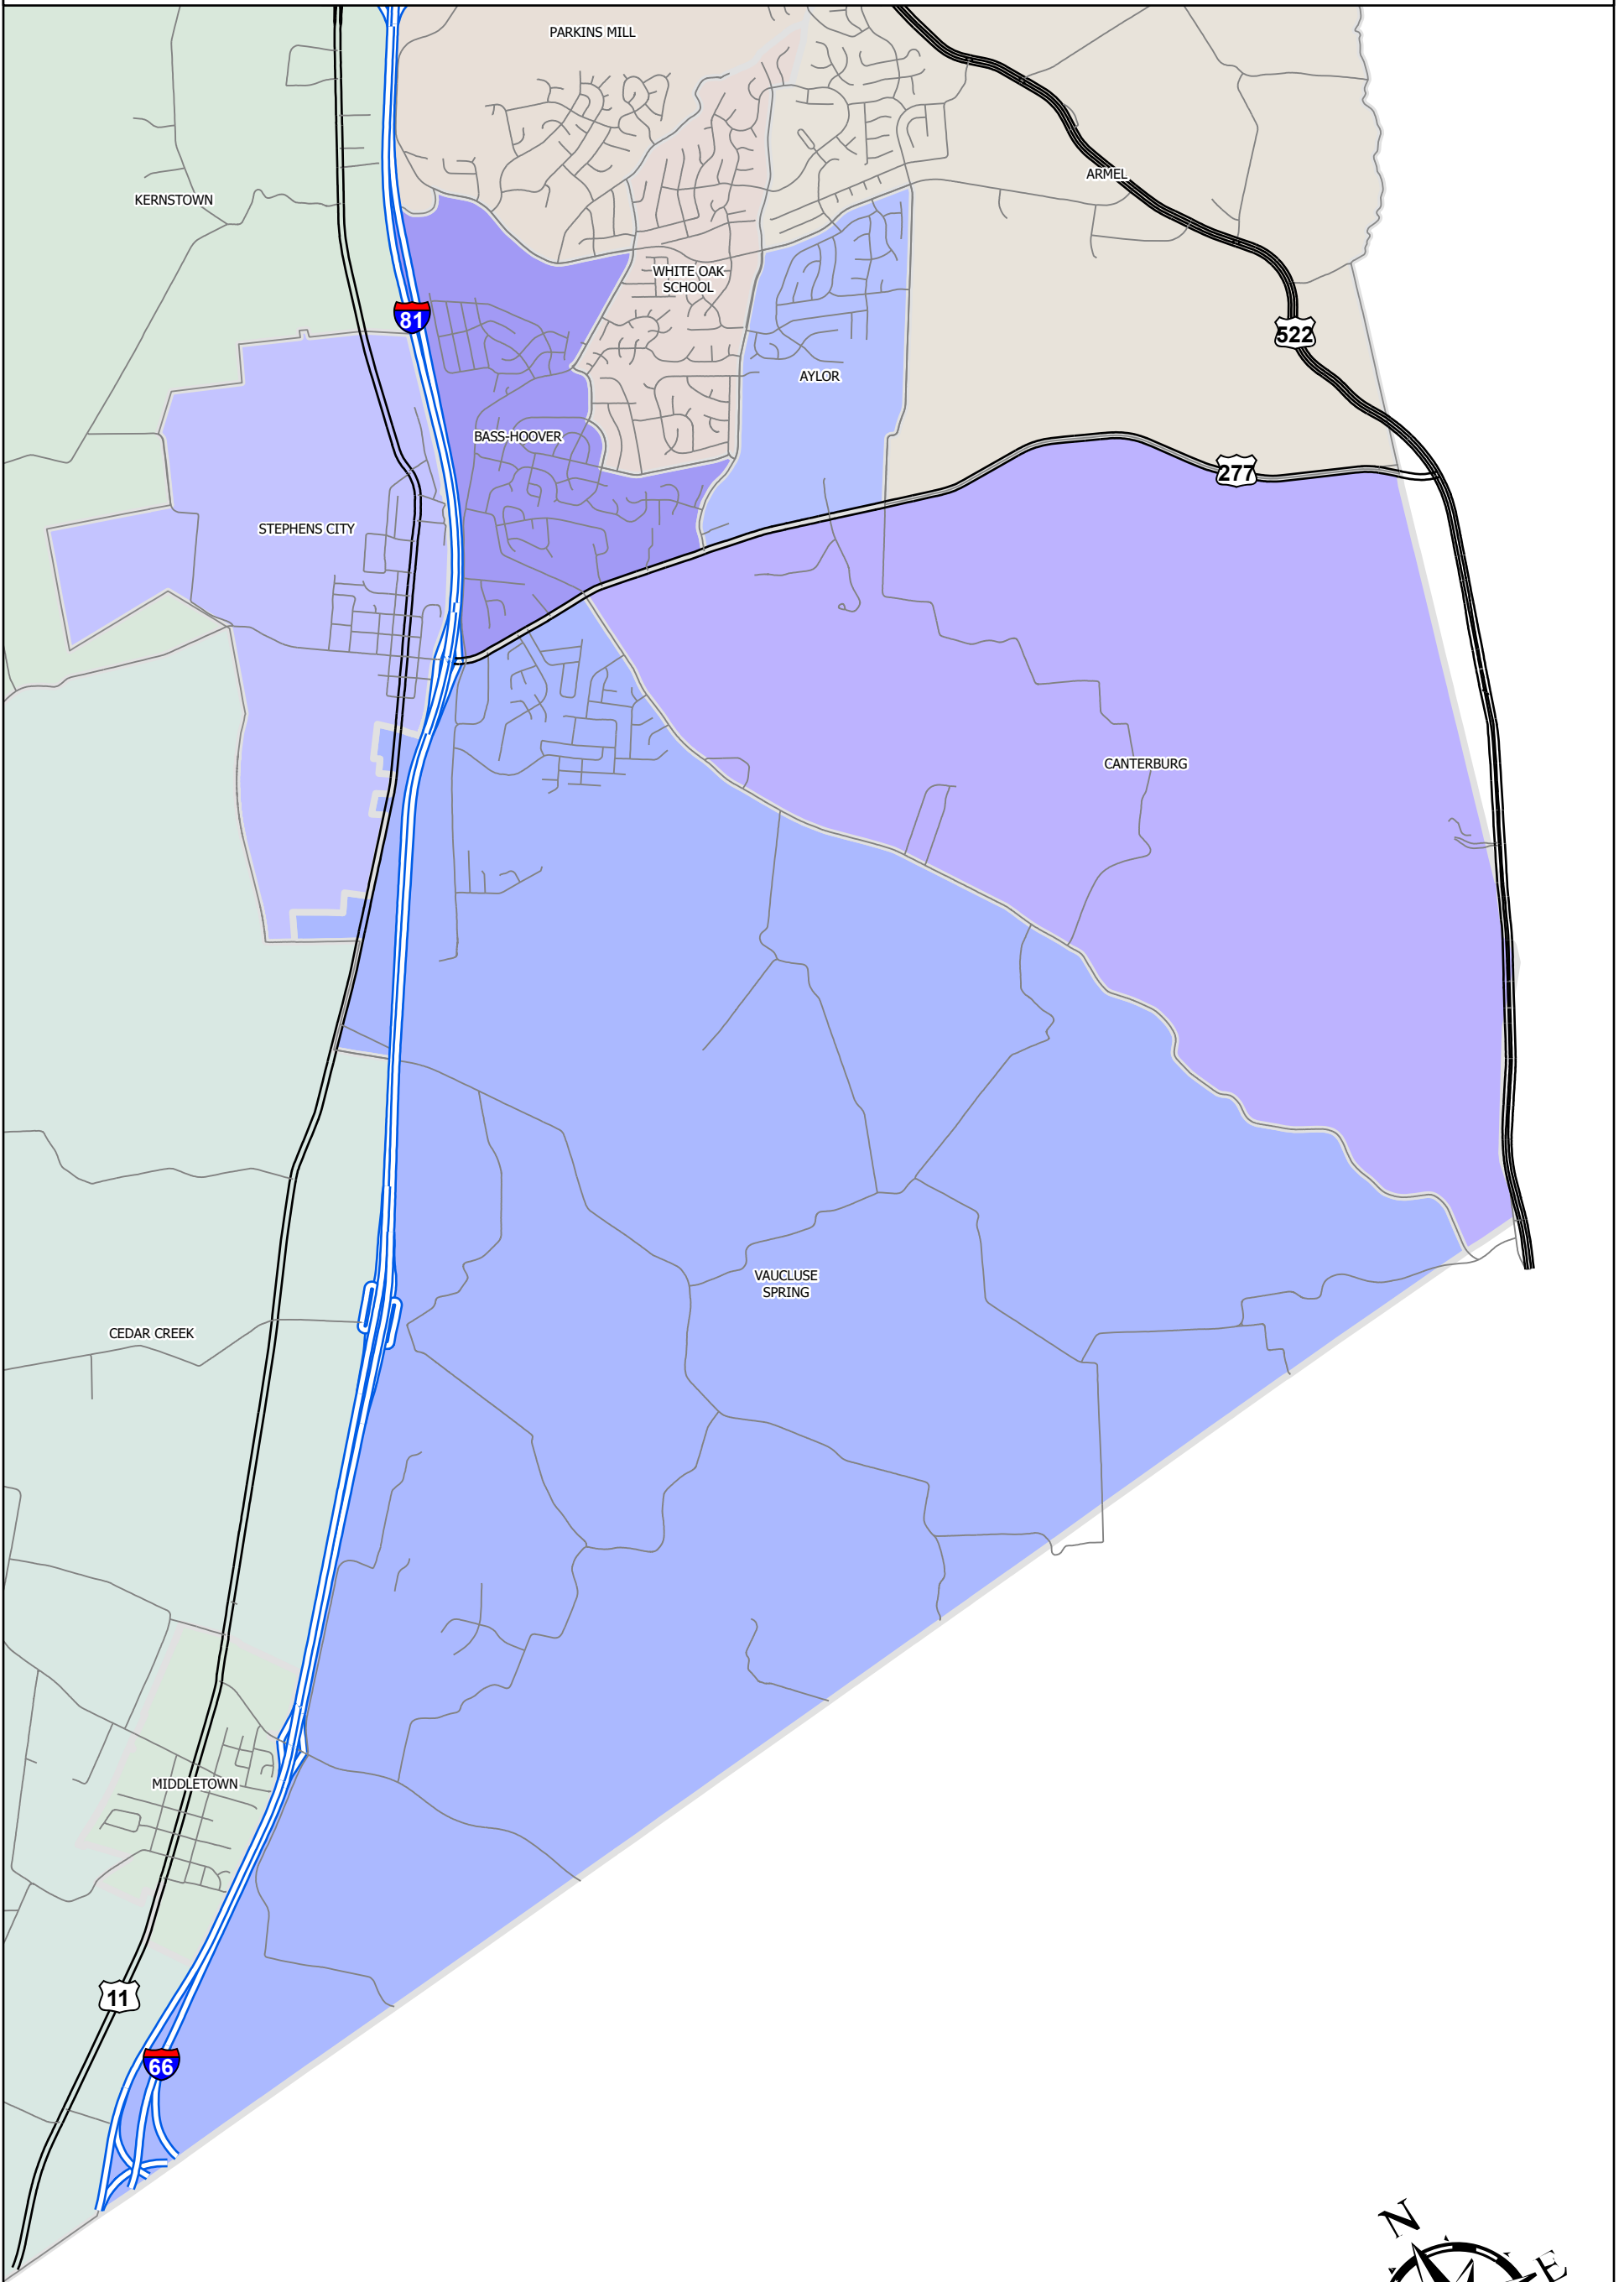 PARKINS MILL
ARMEL
KERNSTOWN
WHITE OAK
SCHOOL
81
522
AYLOR
BASS-HOOVER
277
STEPHENS CITY
CANTERBURG
VAUCLUSE
SPRING
CEDAR CREEK
MIDDLETOWN
11
66
N
E